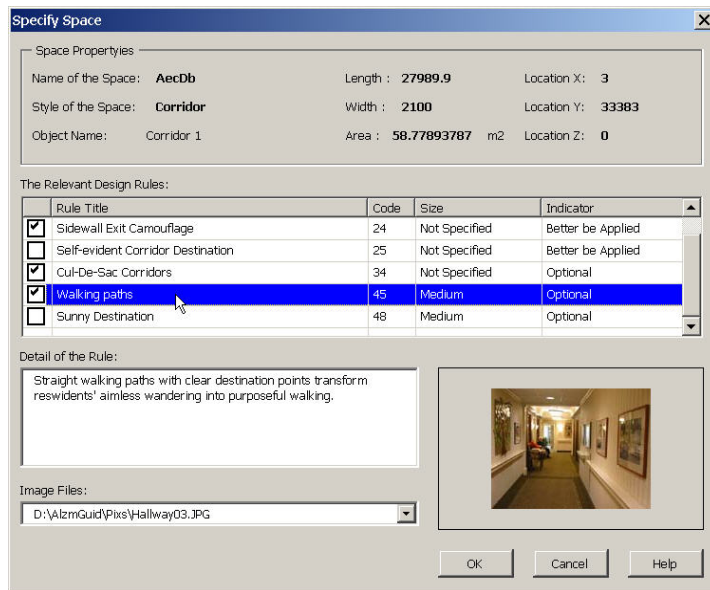 Specify Space
Space Propertyies
Name of the Space: AecDb Length : 27989.9 Location X: 3
Style of the Space: Corridor Width : 2100 Location Y: 33383
Object Name: Corridor 1 Area : 58.77893787 m2 Location Z: 0
The Relevant Design Rules:
Rule Title Code Size Indicator
Sidewall Exit Camouflage 24 Not Specified Better be Applied
Self-evident Corridor Destination 25 Not Specified Better be Applied
Cul-De-Sac Corridors 34 Not Specified Optional
Walking paths 45 Medium Optional
Sunny Destination 48 Medium Optional
Detail of the Rule:
Straight walking paths with clear destination points transform
reswidents' aimless wandering into purposeful walking.
Image Files:
D:\AlzmGuid\Pixs\Hallway03.JPG
OK Cancel Help